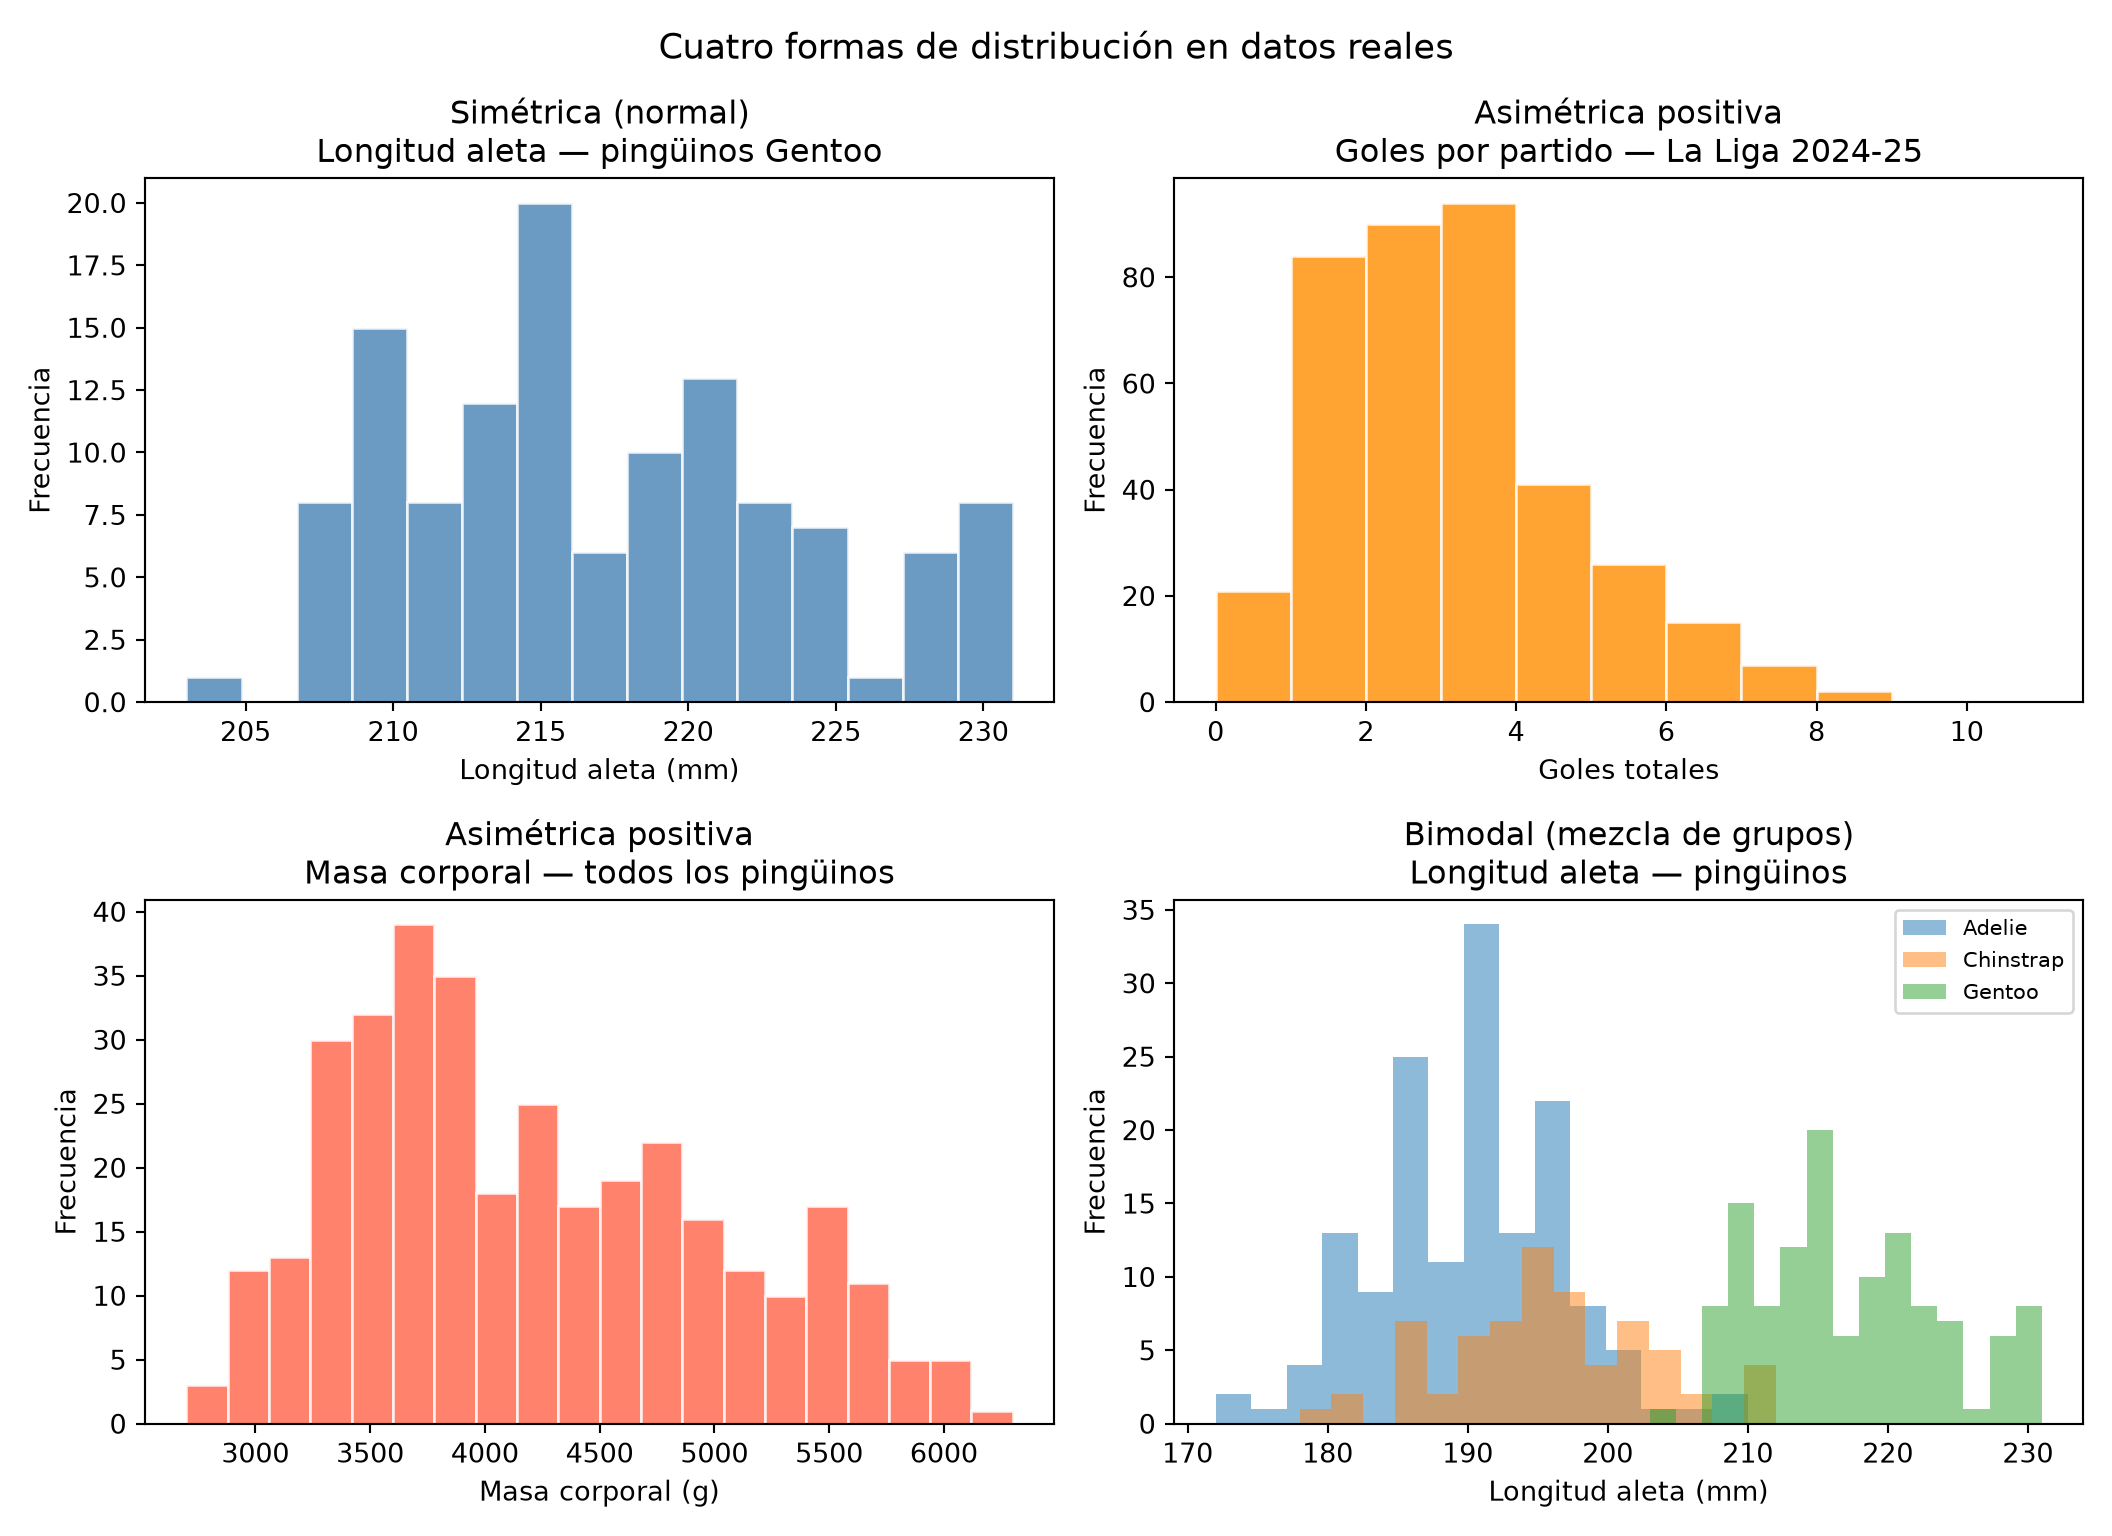 Cuatro formas de distribución en datos reales
Simétrica (normal)
Longitud aleta — pingüinos Gentoo
Frecuencia
20.0
17.5
15.0
12.5
10.0
7.5
5.0
2.5
0.0
205 210 215 220 225 230
Longitud aleta (mm)
Asimétrica positiva
Goles por partido — La Liga 2024-25
Frecuencia
80
60
40
20
0
0 2 4 6 8 10
Goles totales
Asimétrica positiva
Masa corporal — todos los pingüinos
Frecuencia
40
35
30
25
20
15
10
5
0
3000 3500 4000 4500 5000 5500 6000
Masa corporal (g)
Bimodal (mezcla de grupos)
Longitud aleta — pingüinos
Frecuencia
35
30
25
20
15
10
5
0
Adelie
Chinstrap
Gentoo
170 180 190 200 210 220 230
Longitud aleta (mm)